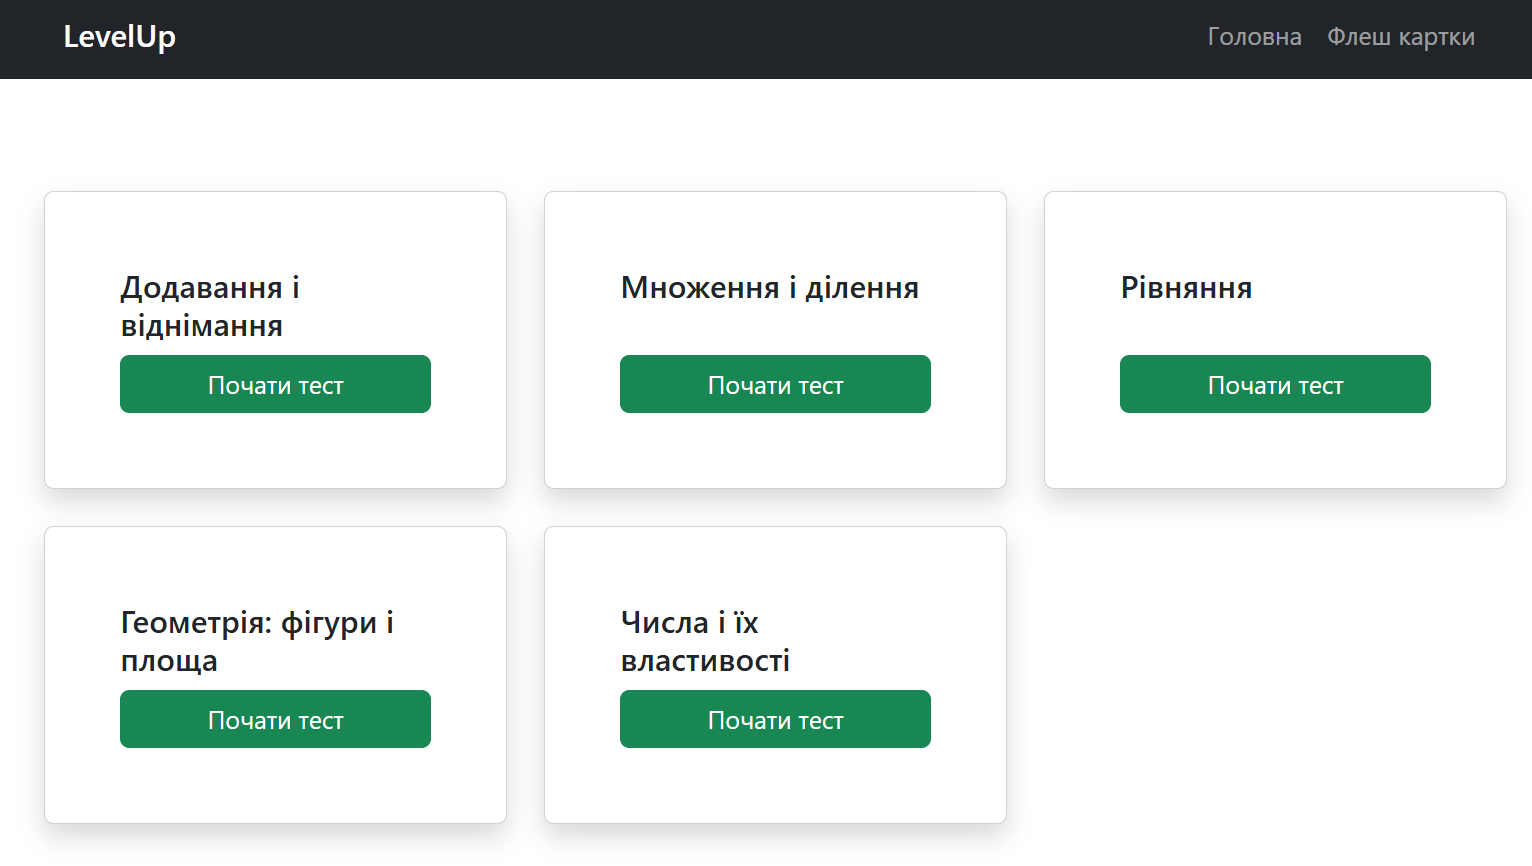 LevelUp
Головна
Флеш картки
Додавання і
віднімання
Почати тест
Множення і ділення
Почати тест
Рівняння
Почати тест
Геометрія: фігури і
площа
Почати тест
Числа і їх
властивості
Почати тест